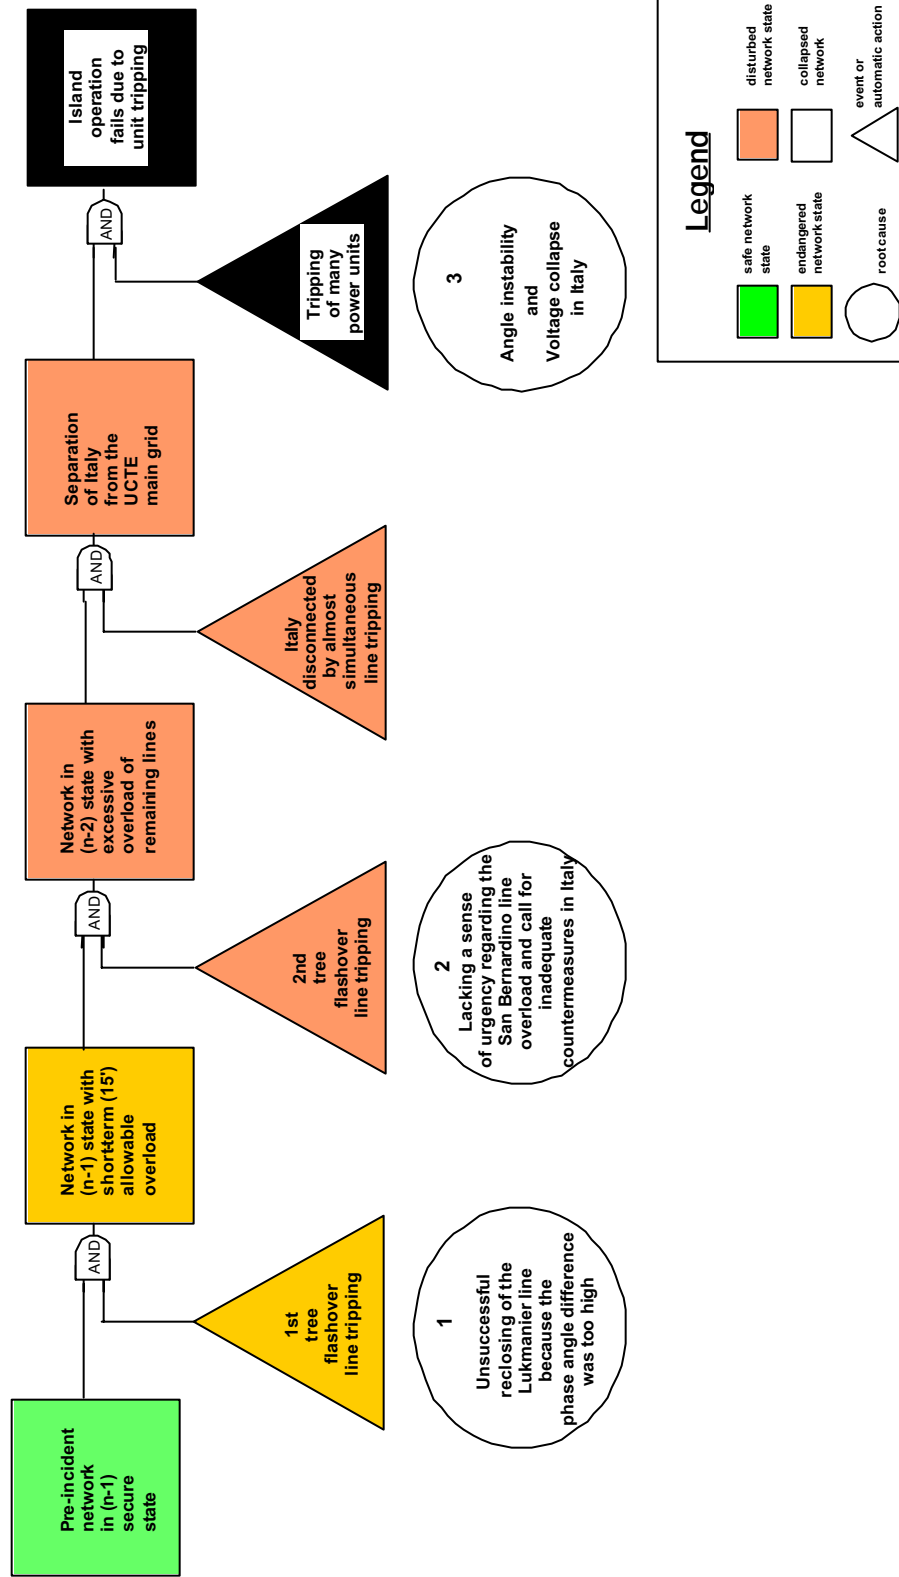 Pre-incident
network
in (n-1)
secure
state
AND
1st
tree
flashover
line tripping
1
Unsuccessful
reclosing of the
Lukmanier line
because the
phase angle difference
was too high
Network in
(n-1) state with
short-term (15')
allowable
overload
AND
2nd
tree
flashover
line tripping
2
Lacking a sense
of urgency regarding the
San Bernardino line
overload and call for
inadequate
countermeasures in Italy
Network in
(n-2) state with
excessive
overload of
remaining lines
AND
Italy
disconnected
by almost
simultaneous
line tripping
Separation
of Italy
from the
UCTE
main grid
AND
Tripping
of many
power units
3
Angle instability
and
Voltage collapse
in Italy
Island
operation
fails due to
unit tripping
Legend
safe network
state
disturbed
network state
endangered
network state
collapsed
network
root cause
event or
automatic action